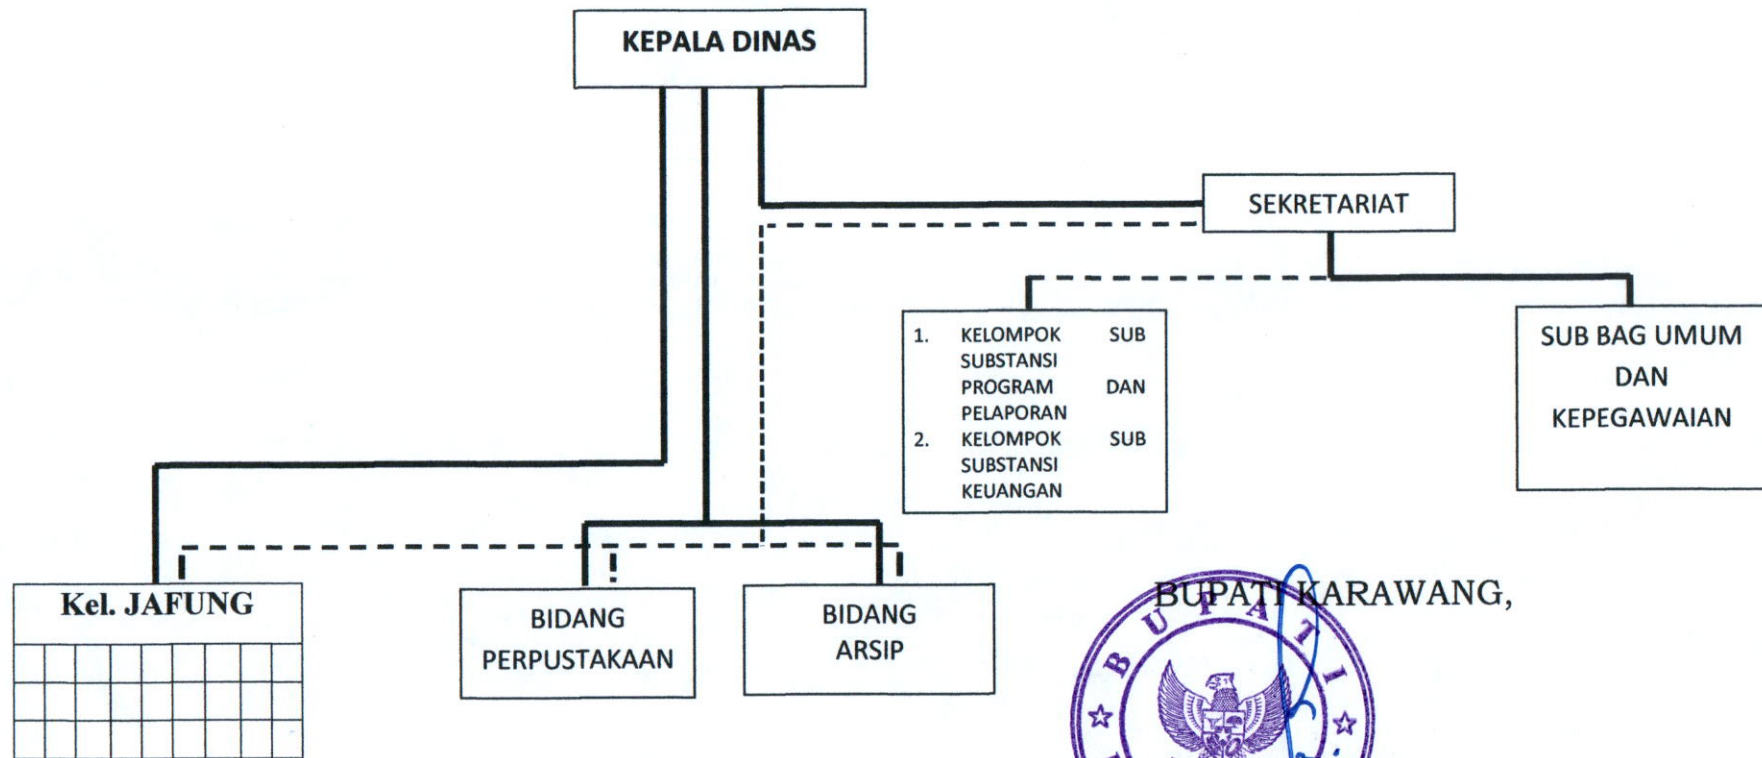 KEPALA DINAS
SEKRETARIAT
1. KELOMPOK SUB
SUBSTANSI
PROGRAM DAN
PELAPORAN
2. KELOMPOK SUB
SUBSTANSI
KEUANGAN
SUB BAG UMUM
DAN
KEPEGAWAIAN
Kel. JAFUNG
BIDANG
PERPUSTAKAAN
BIDANG
ARSIP
BUPATI KARAWANG,
BUPATI